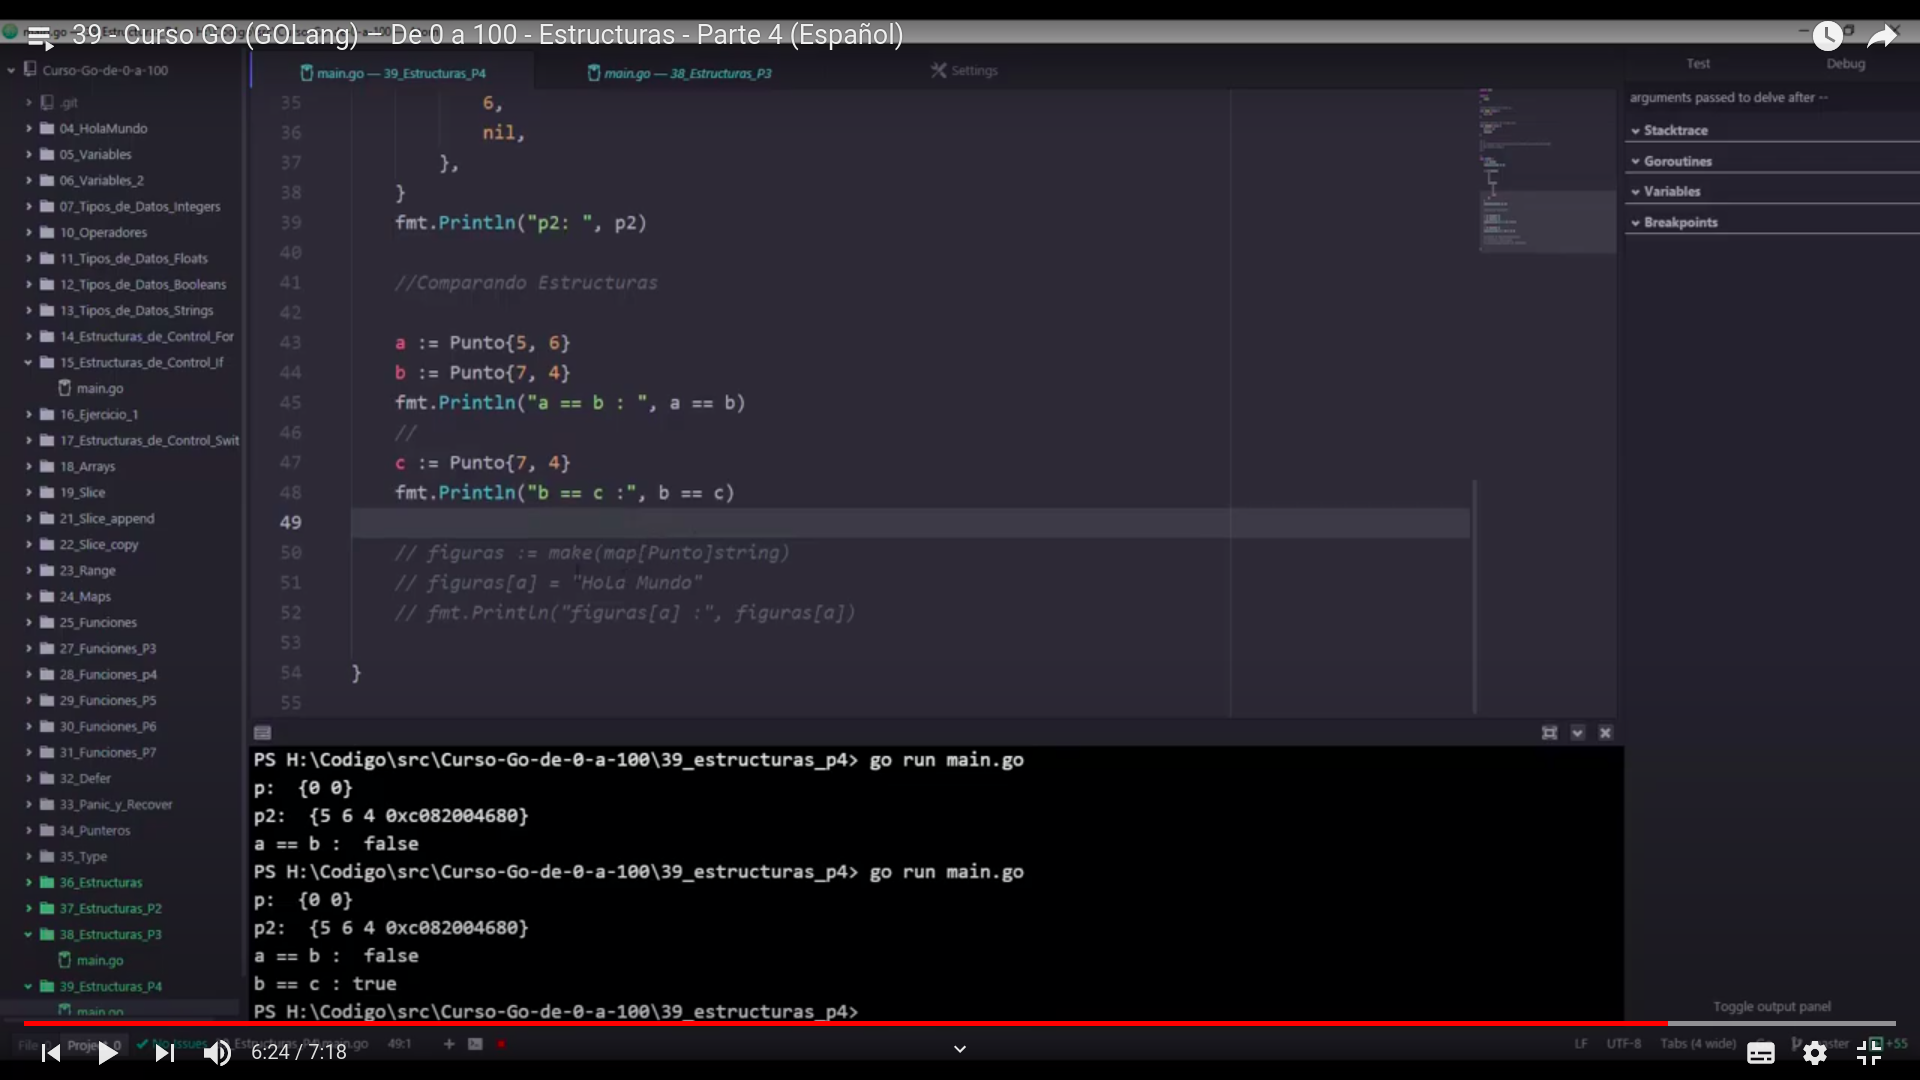 39 - Curso GO (GOLang) - De 0 a 100 - Estructuras - Parte 4 (Español)
Curso-Go-de-0-a-100
.git
04_HolaMundo
05_Variables
06_Variables_2
07_Tipos_de_Datos_Integers
10_Operadores
11_Tipos_de_Datos_Floats
12_Tipos_de_Datos_Booleans
13_Tipos_de_Datos_Strings
14_Estructuras_de_Control_For
15_Estructuras_de_Control_If
main.go
16_Ejercicio_1
17_Estructuras_de_Control_Swit
18_Arrays
19_Slice
21_Slice_append
22_Slice_copy
23_Range
24_Maps
25_Funciones
27_Funciones_P3
28_Funciones_p4
29_Funciones_P5
30_Funciones_P6
31_Funciones_P7
32_Defer
33_Panic_y_Recover
34_Punteros
35_Type
36_Estructuras
37_Estructuras_P2
38_Estructuras_P3
main.go
39_Estructuras_P4
main.go
main.go — 39_Estructuras_P4
main.go — 38_Estructuras_P3
Settings
35 6,
36 nil,
37 },
38 }
39 fmt.Println("p2: ", p2)
40
41 //Comparando Estructuras
42
43 a := Punto{5, 6}
44 b := Punto{7, 4}
45 fmt.Println("a == b : ", a == b)
46 //
47 c := Punto{7, 4}
48 fmt.Println("b == c :", b == c)
49
50 // figuras := make(map[Punto]string)
51 // figuras[a] = "Hola Mundo"
52 // fmt.Println("figuras[a] :", figuras[a])
53
54 }
55
Test
Debug
arguments passed to delve after --
Stacktrace
Goroutines
Variables
Breakpoints
PS H:\Codigo\src\Curso-Go-de-0-a-100\39_estructuras_p4> go run main.go
p:  {0 0}
p2:  {5 6 4 0xc082004680}
a == b :  false
PS H:\Codigo\src\Curso-Go-de-0-a-100\39_estructuras_p4> go run main.go
p:  {0 0}
p2:  {5 6 4 0xc082004680}
a == b :  false
b == c : true
PS H:\Codigo\src\Curso-Go-de-0-a-100\39_estructuras_p4>
Toggle output panel
File 0 Project 0 No Issues main.go 49:1
LF UTF-8 Tabs (4 wide) +55
6:24 / 7:18